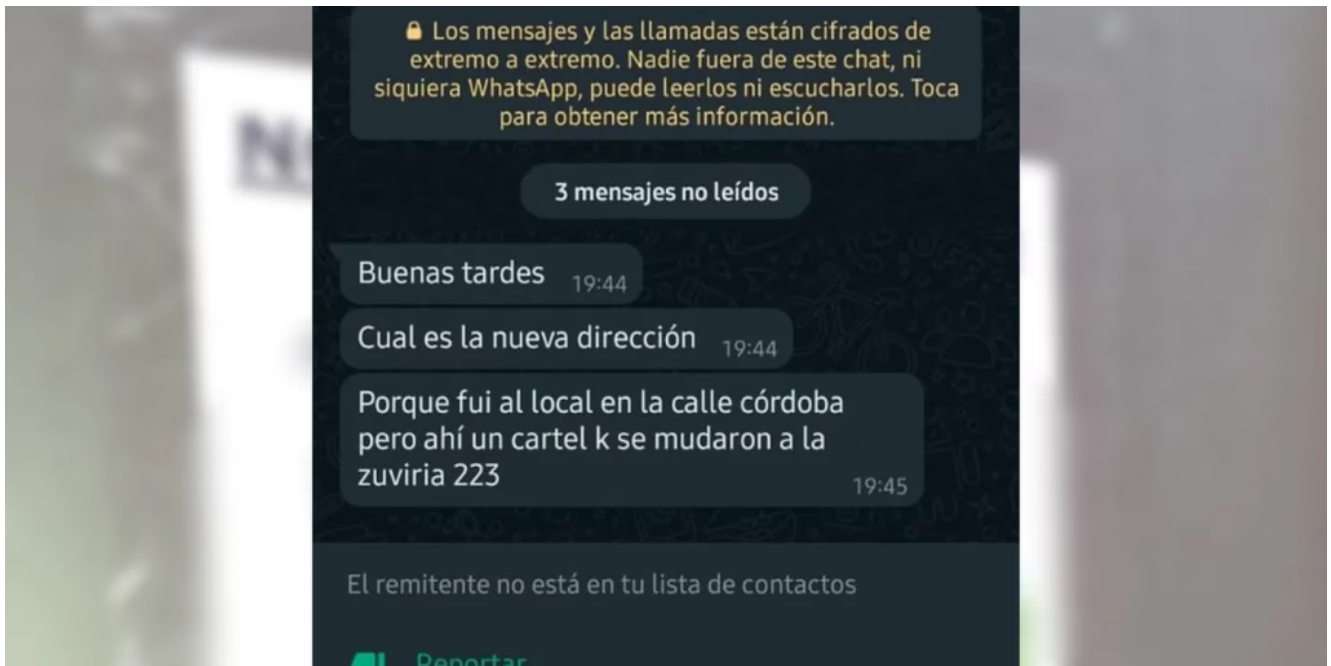 Los mensajes y las llamadas están cifrados de
extremo a extremo. Nadie fuera de este chat, ni
siquiera WhatsApp, puede leerlos ni escucharlos. Toca
para obtener más información.
3 mensajes no leídos
Buenas tardes 19:44
Cual es la nueva dirección 19:44
Porque fui al local en la calle córdoba
pero ahí un cartel k se mudaron a la
zuviria 223
19:45
El remitente no está en tu lista de contactos
Reportar